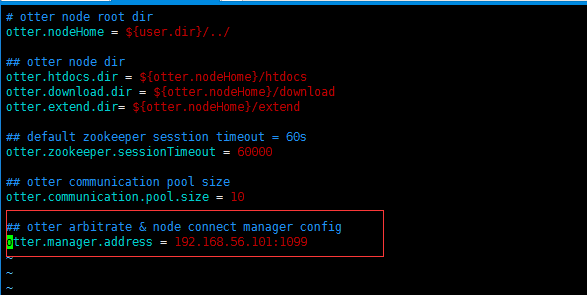 # otter node root dir
otter.nodeHome = ${user.dir}/../
## otter node dir
otter.htdocs.dir = ${otter.nodeHome}/htdocs
otter.download.dir = ${otter.nodeHome}/download
otter.extend.dir= ${otter.nodeHome}/extend
## default zookeeper sesstion timeout = 60s
otter.zookeeper.sessionTimeout = 60000
## otter communication pool size
otter.communication.pool.size = 10
## otter arbitrate & node connect manager config
otter.manager.address = 192.168.56.101:1099
~
~
~